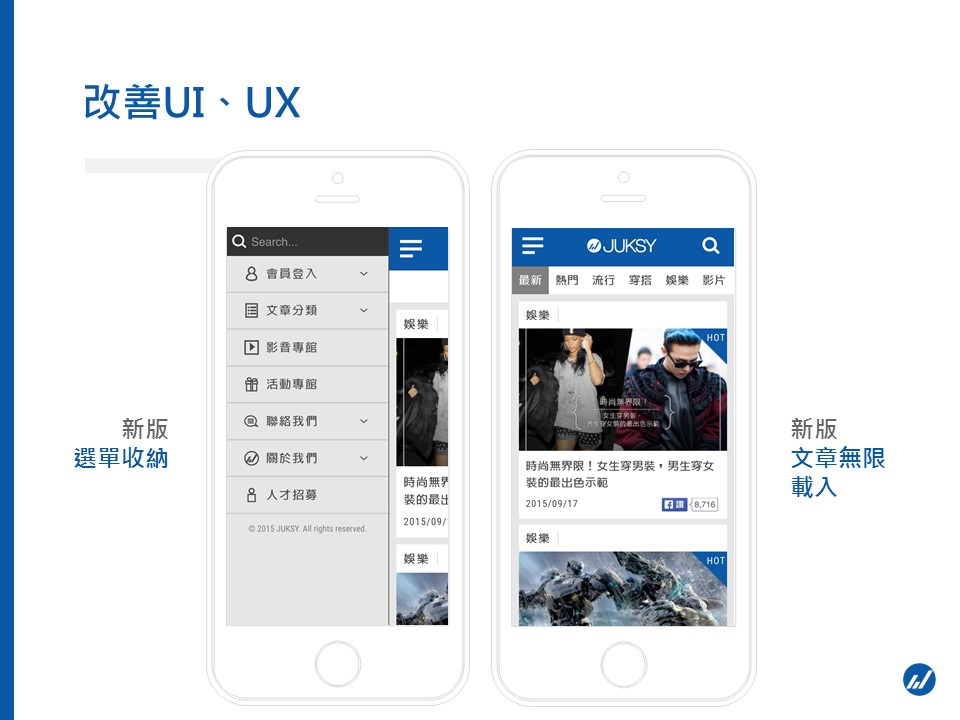 改善UI、UX
Search...
會員登入
文章分類
影音專館
活動專館
聯絡我們
關於我們
人才招募
© 2015 JUKSY. All rights reserved.
娛樂
時尚無界
裝的最出
2015/09/
娛樂
新版
選單收納
JUKSY
最新 熱門 流行 穿搭 娛樂 影片
娛樂
HOT
時尚無界限！
女生穿男裝，
男生穿女裝的最出色示範
時尚無界限！女生穿男裝，男生穿女
裝的最出色示範
2015/09/17 讚 8,716
娛樂
HOT
新版
文章無限
載入